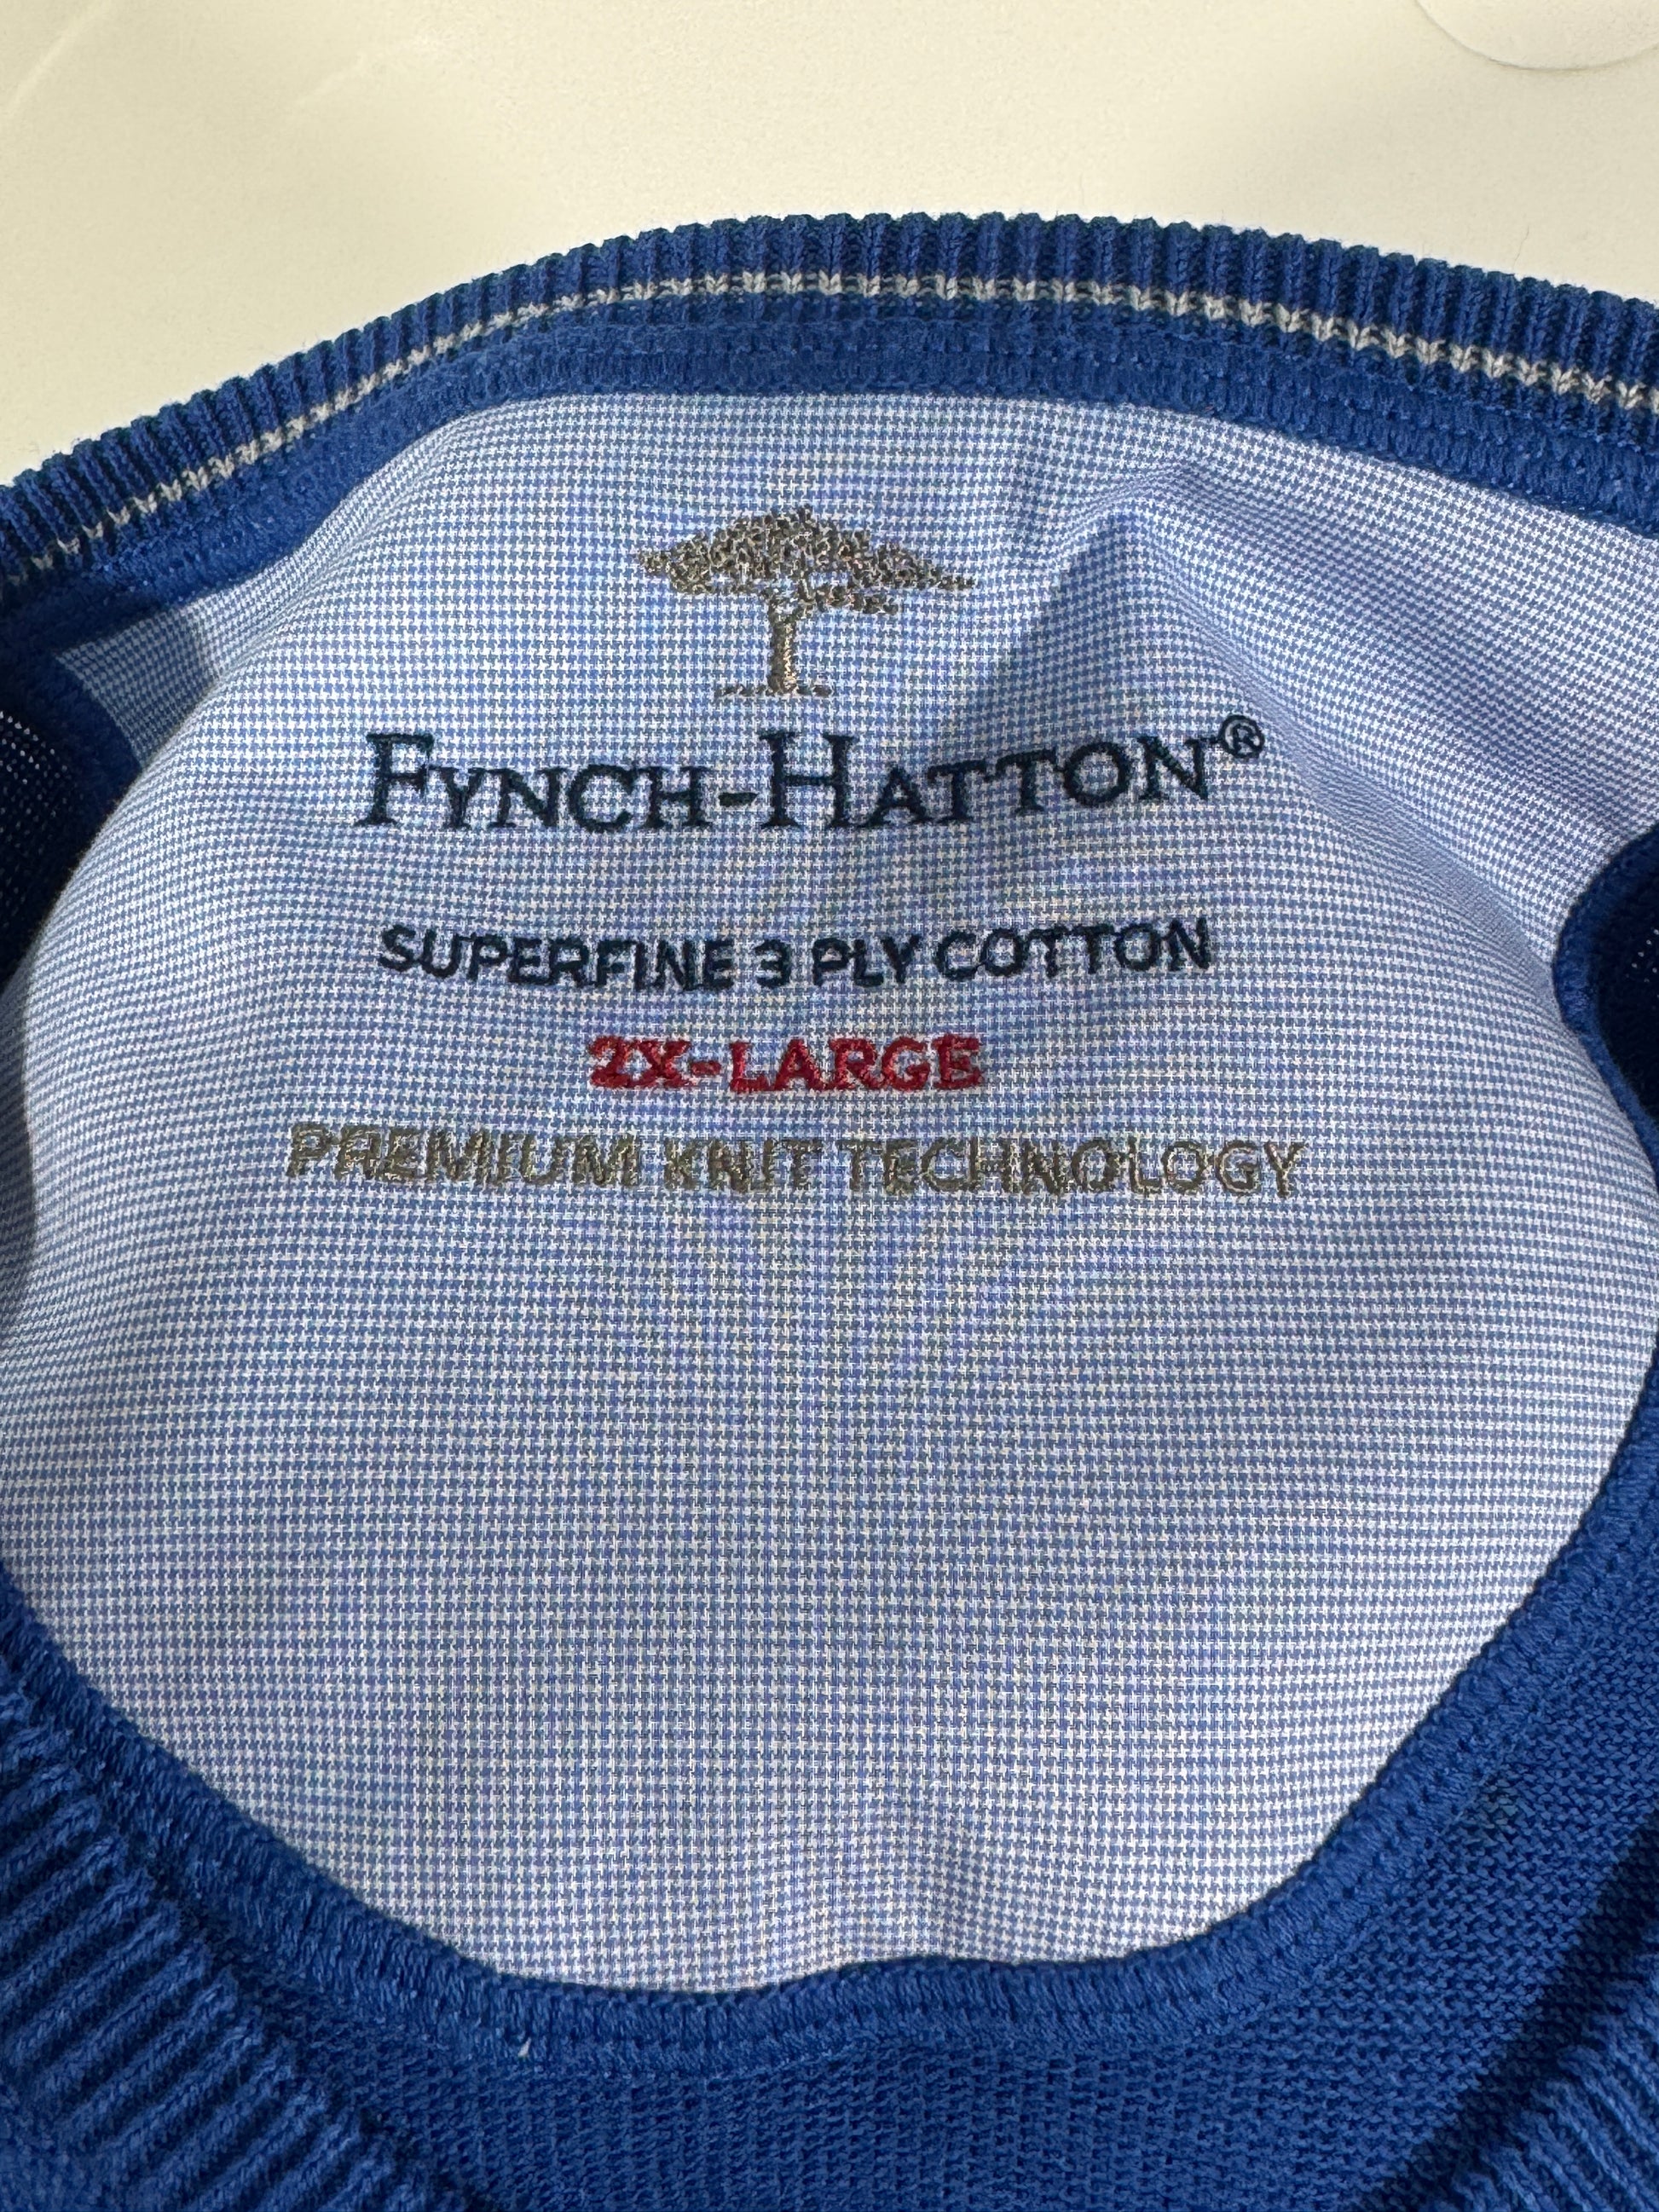 FYNCH-HATTON®
SUPERFINE 3 PLY COTTON
2X-LARGE
PREMIUM KNIT TECHNOLOGY